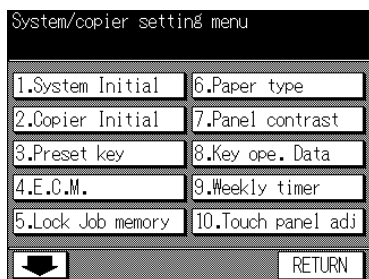 System/copier setting menu
1.System Initial
2.Copier Initial
3.Preset key
4.E.C.M.
5.Lock Job memory
6.Paper type
7.Panel contrast
8.Key ope. Data
9.Weekly timer
10.Touch panel adj
RETURN